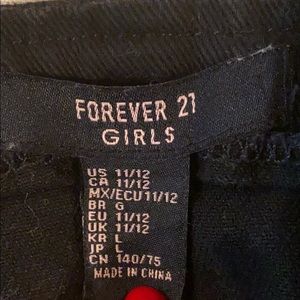 FOREVER 21
GIRLS
US 11/12
CA 11/12
MX/ECU 11/12
BR G
EU 11/12
UK 11/12
KR L
JP L
CN 140/75
MADE IN CHINA